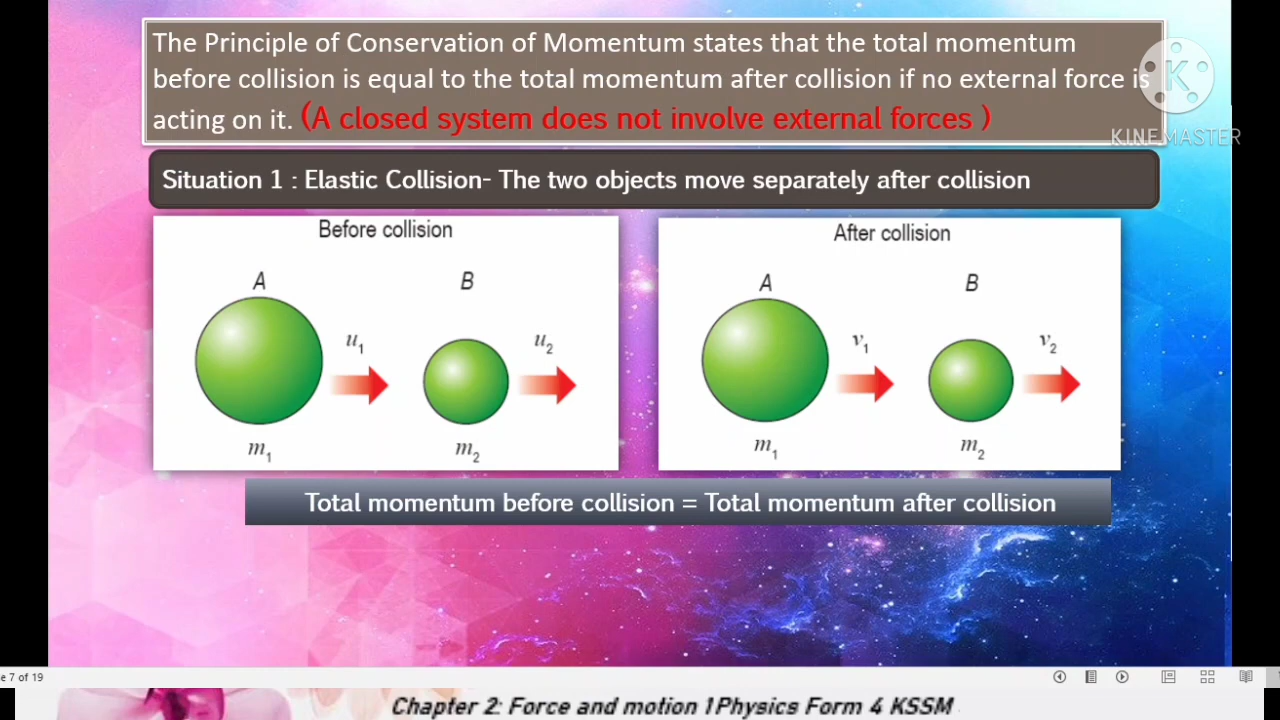 The Principle of Conservation of Momentum states that the total momentum
before collision is equal to the total momentum after collision if no external force is
acting on it. (A closed system does not involve external forces )
K
KINEMASTER
Situation 1 : Elastic Collision- The two objects move separately after collision
Before collision
A B
u₁ u₂
m₁ m₂
After collision
A B
v₁ v₂
m₁ m₂
Total momentum before collision = Total momentum after collision
e 7 of 19
Chapter 2: Force and motion 1Physics Form 4 KSSM